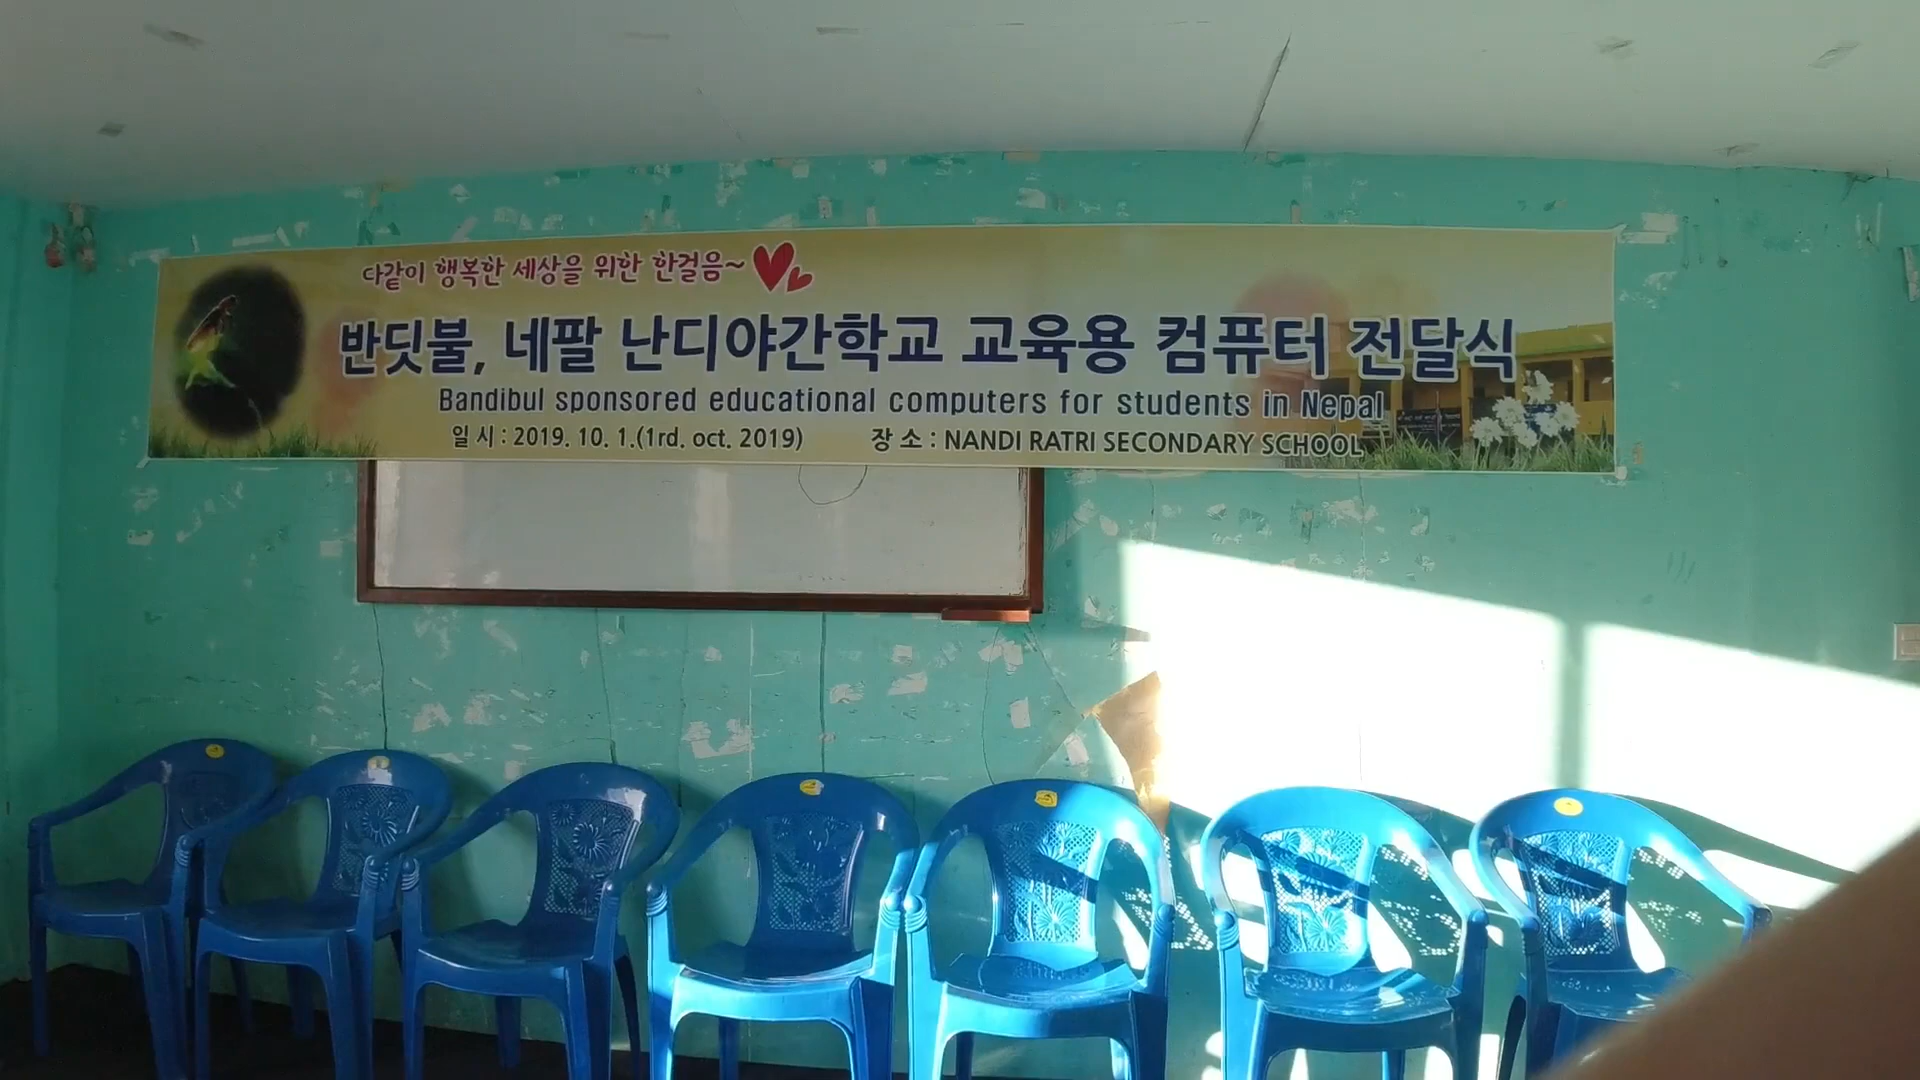 다같이 행복한 세상을 위한 한걸음~
반딧불, 네팔 난디야간학교 교육용 컴퓨터 전달식
Bandibul sponsored educational computers for students in Nepal
일 시 : 2019. 10. 1.(1rd. oct. 2019) 장 소 : NANDI RATRI SECONDARY SCHOOL